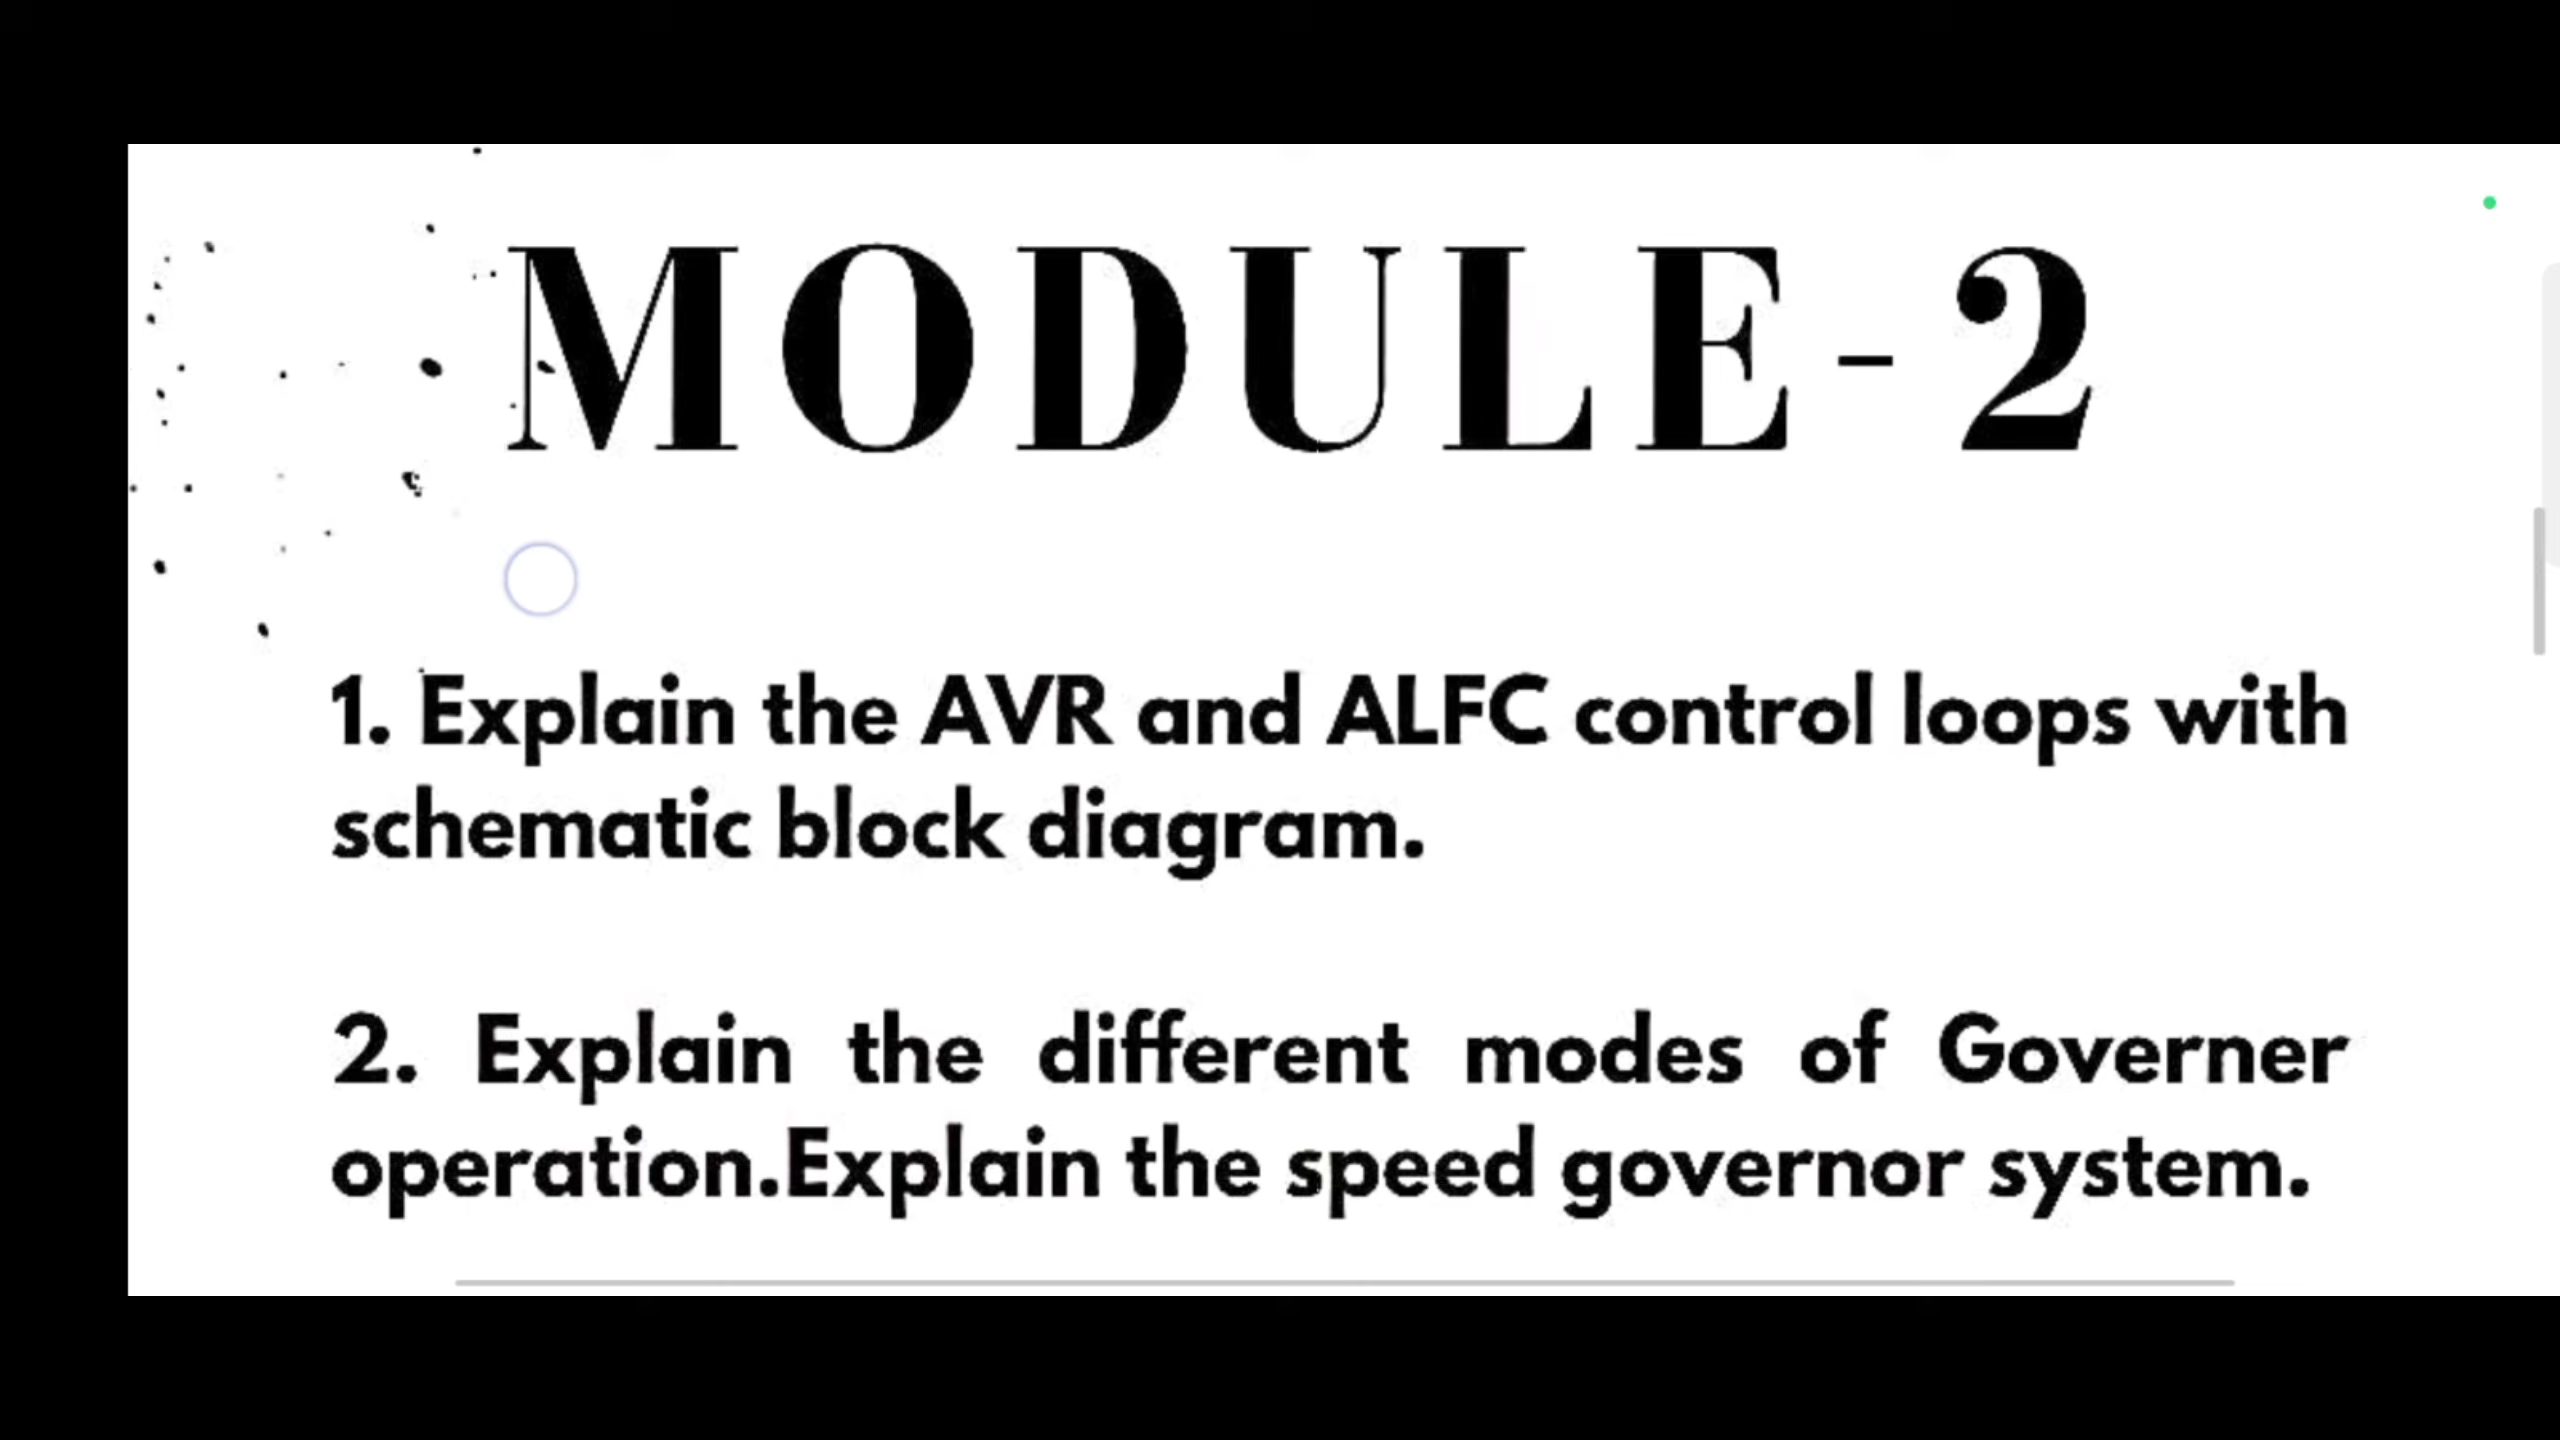 MODULE-2
1. Explain the AVR and ALFC control loops with
schematic block diagram.
2. Explain the different modes of Governer
operation.Explain the speed governor system.